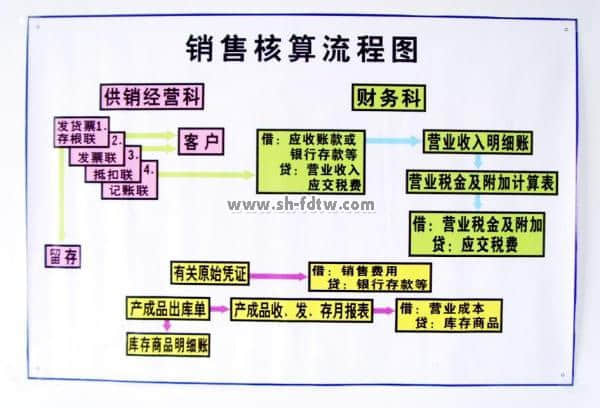 销售核算流程图
供销经营科
财务科
发货票1.
存根联
2.
发票联
3.
抵扣联
4.
记账联
客户
留存
借：应收账款或
银行存款等
贷：营业收入
应交税费
营业收入明细账
营业税金及附加计算表
借：营业税金及附加
贷：应交税费
www.sh-fdtw.com
有关原始凭证
借：销售费用
贷：银行存款等
产成品出库单
产成品收、发、存月报表
借：营业成本
贷：库存商品
库存商品明细账